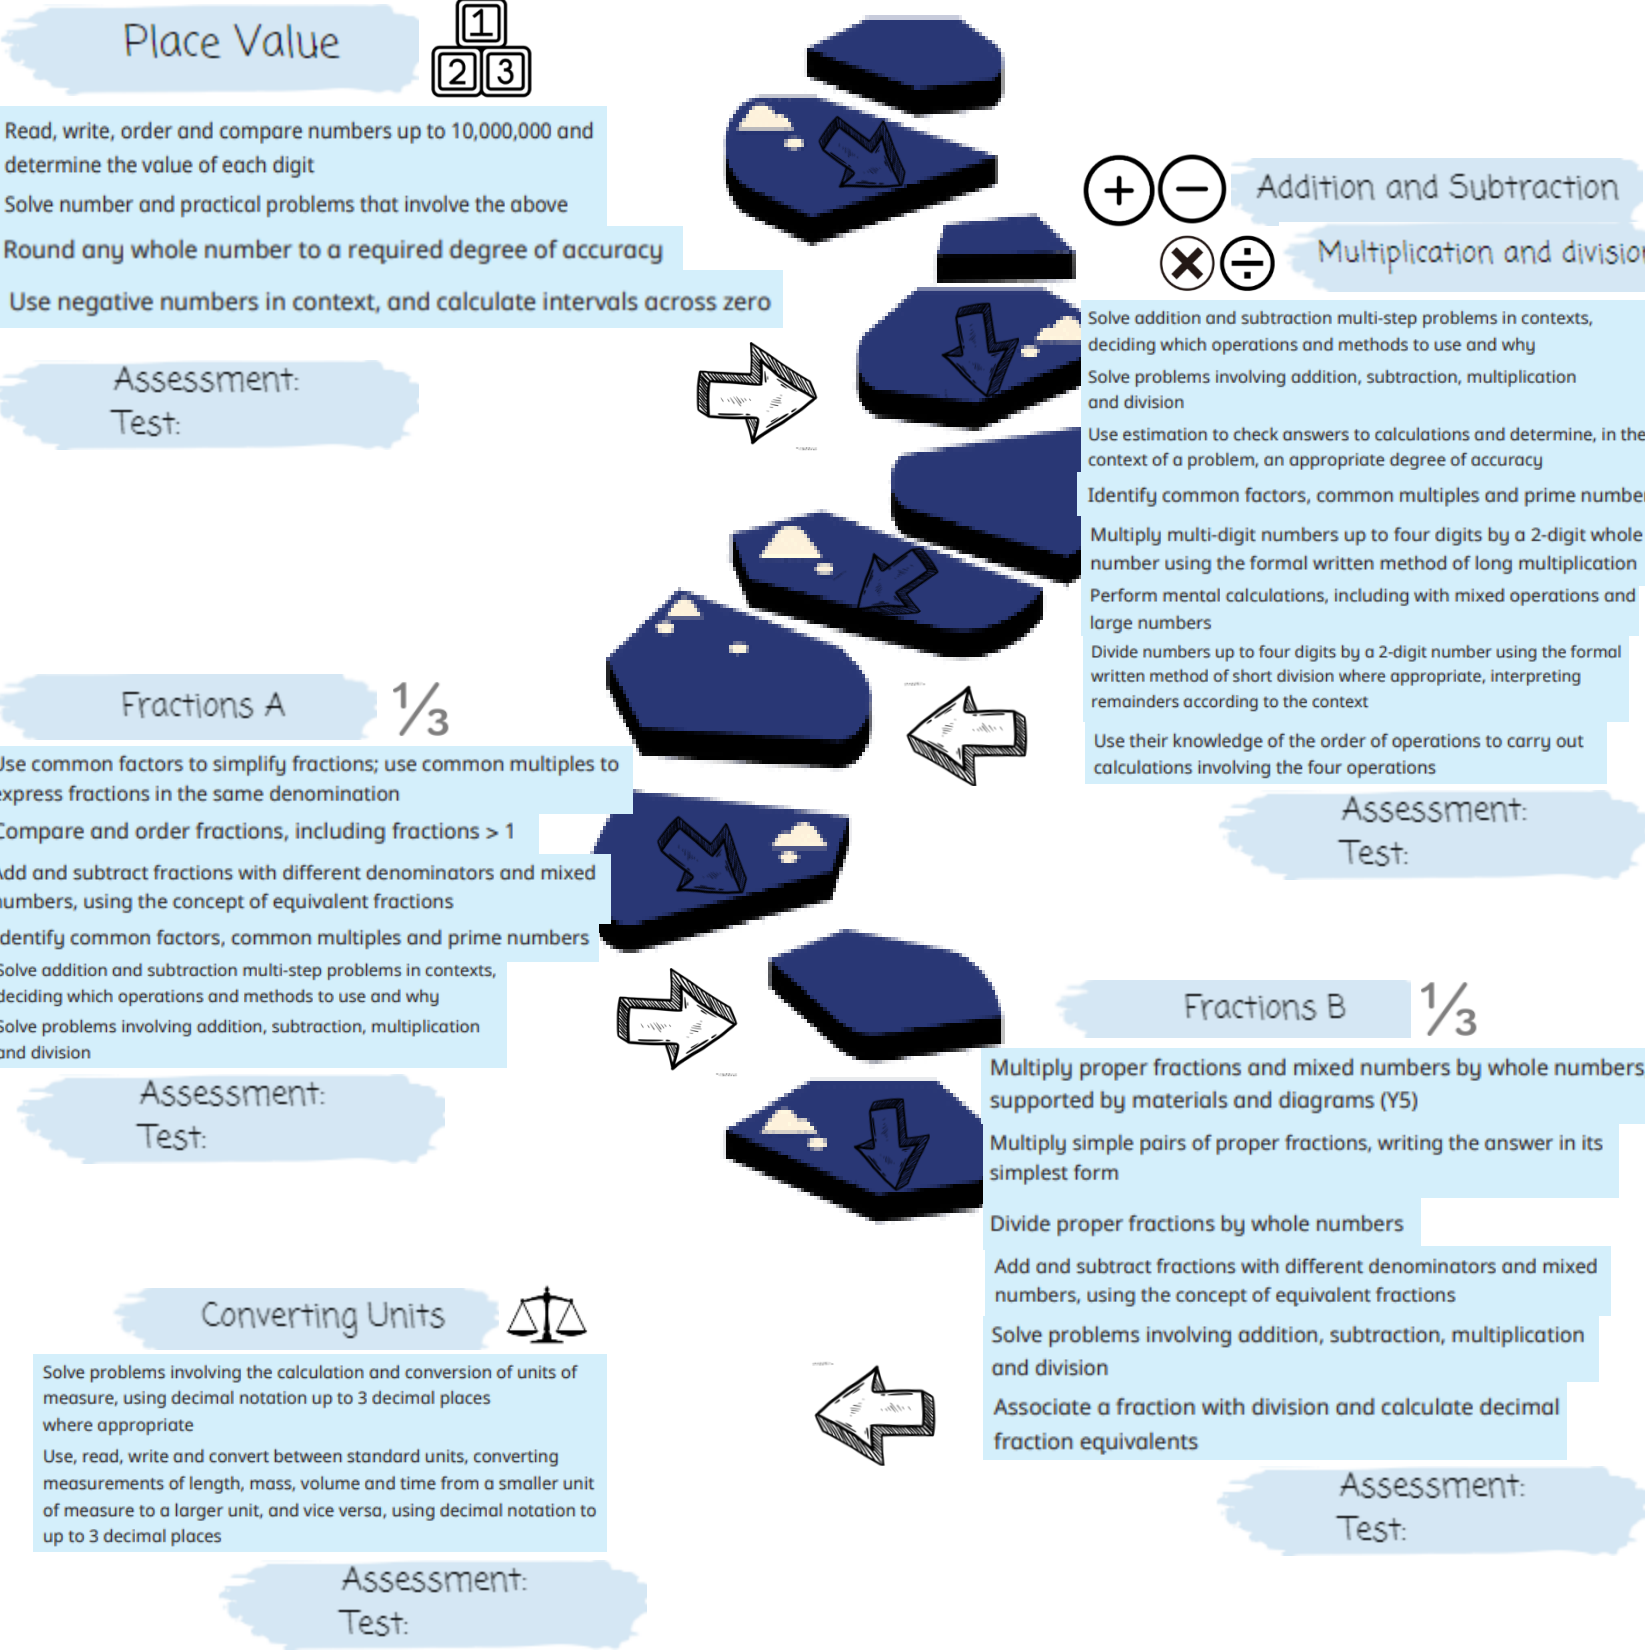 Place Value
1
2 3
Read, write, order and compare numbers up to 10,000,000 and
determine the value of each digit
Solve number and practical problems that involve the above
Round any whole number to a required degree of accuracy
Use negative numbers in context, and calculate intervals across zero
Assessment:
Test:
+ −
Addition and Subtraction
× ÷
Multiplication and division
Solve addition and subtraction multi-step problems in contexts,
deciding which operations and methods to use and why
Solve problems involving addition, subtraction, multiplication
and division
Use estimation to check answers to calculations and determine, in the
context of a problem, an appropriate degree of accuracy
Identify common factors, common multiples and prime number
Multiply multi-digit numbers up to four digits by a 2-digit whole
number using the formal written method of long multiplication
Perform mental calculations, including with mixed operations and
large numbers
Divide numbers up to four digits by a 2-digit number using the formal
written method of short division where appropriate, interpreting
remainders according to the context
Use their knowledge of the order of operations to carry out
calculations involving the four operations
Assessment:
Test:
Fractions A
1/3
Use common factors to simplify fractions; use common multiples to
express fractions in the same denomination
Compare and order fractions, including fractions > 1
Add and subtract fractions with different denominators and mixed
numbers, using the concept of equivalent fractions
Identify common factors, common multiples and prime numbers
Solve addition and subtraction multi-step problems in contexts,
deciding which operations and methods to use and why
Solve problems involving addition, subtraction, multiplication
and division
Assessment:
Test:
Fractions B
1/3
Multiply proper fractions and mixed numbers by whole numbers
supported by materials and diagrams (Y5)
Multiply simple pairs of proper fractions, writing the answer in its
simplest form
Divide proper fractions by whole numbers
Add and subtract fractions with different denominators and mixed
numbers, using the concept of equivalent fractions
Solve problems involving addition, subtraction, multiplication
and division
Associate a fraction with division and calculate decimal
fraction equivalents
Assessment:
Test:
Converting Units
Solve problems involving the calculation and conversion of units of
measure, using decimal notation up to 3 decimal places
where appropriate
Use, read, write and convert between standard units, converting
measurements of length, mass, volume and time from a smaller unit
of measure to a larger unit, and vice versa, using decimal notation to
up to 3 decimal places
Assessment:
Test: